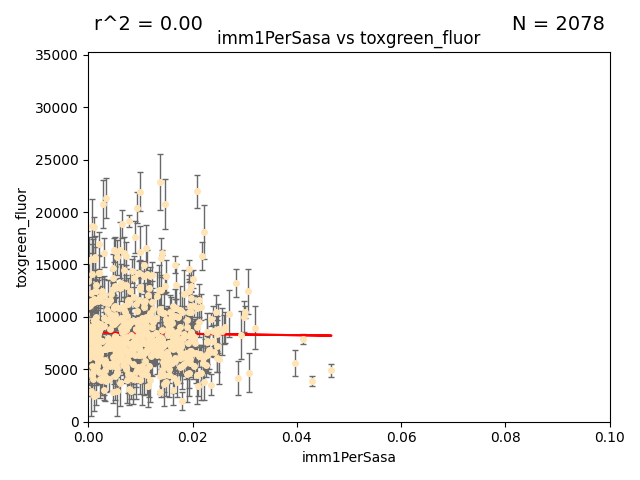 r^2 = 0.00
N = 2078
imm1PerSasa vs toxgreen_fluor
35000
30000
25000
20000
15000
10000
5000
0
toxgreen_fluor
0.00
0.02
0.04
0.06
0.08
0.10
imm1PerSasa